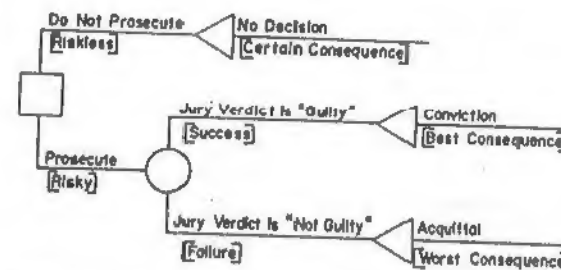 Do Not Prosecute
[Riskless]
No Decision
[Certain Consequence]
Jury Verdict Is "Guilty"
[Success]
Conviction
[Best Consequence]
Prosecute
[Risky]
Jury Verdict Is "Not Guilty"
[Failure]
Acquittal
[Worst Consequence]